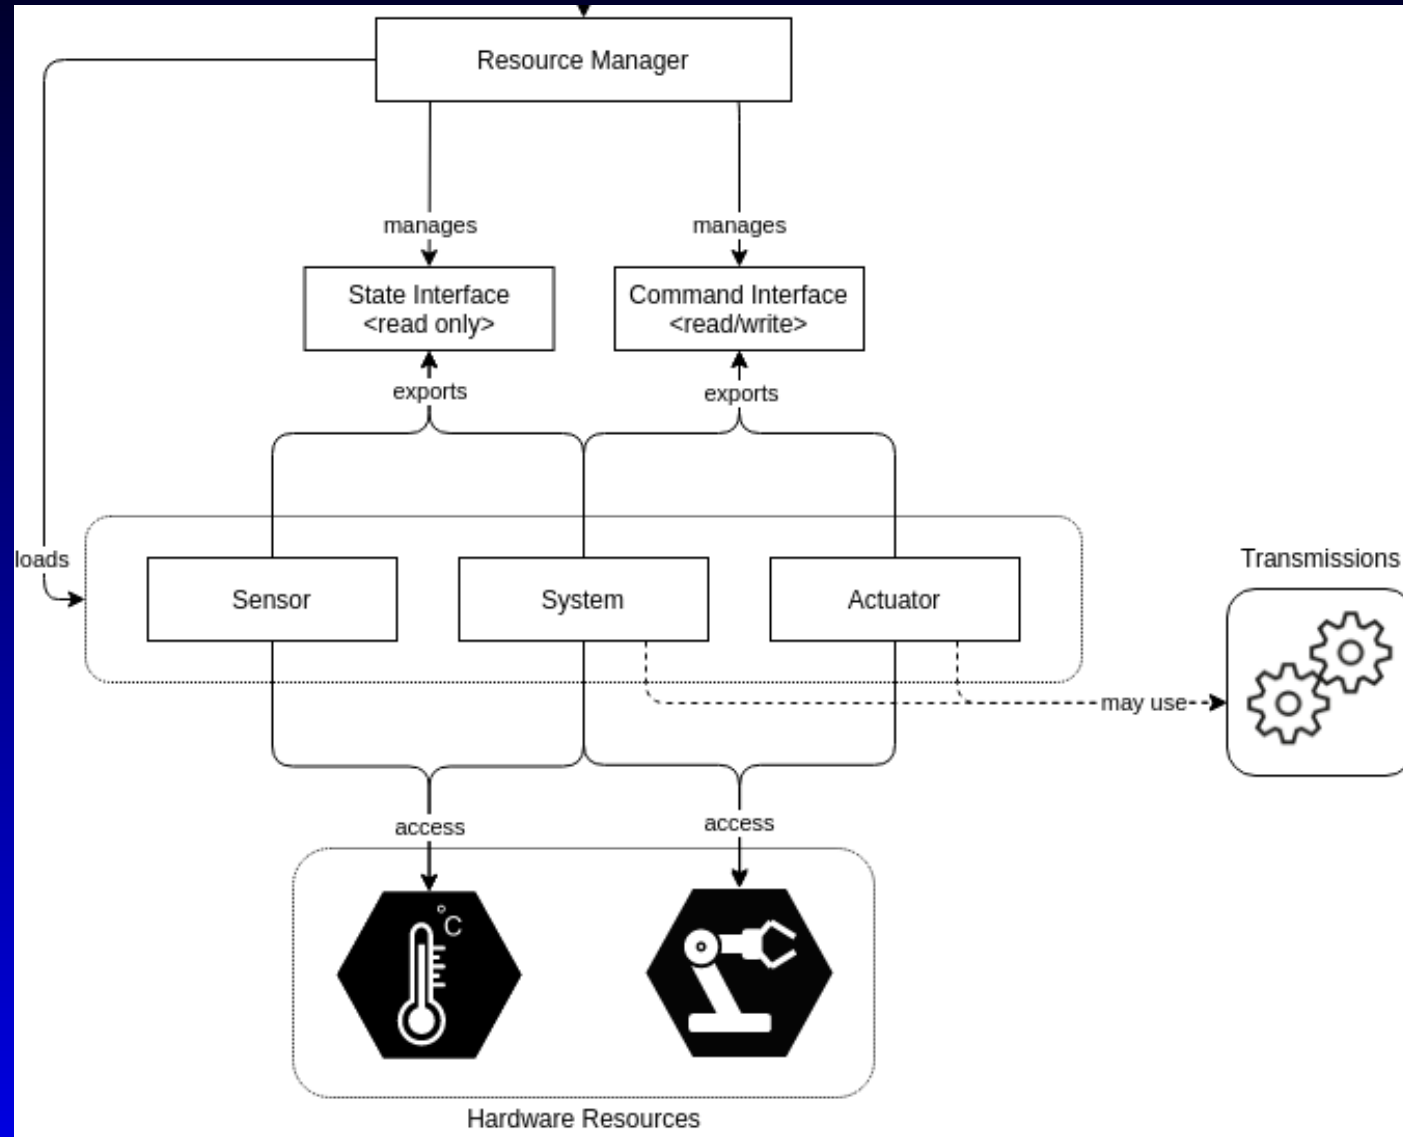 Resource Manager
manages
manages
State Interface
<read only>
Command Interface
<read/write>
exports
exports
loads
Sensor
System
Actuator
Transmissions
may use
access
access
°C
Hardware Resources